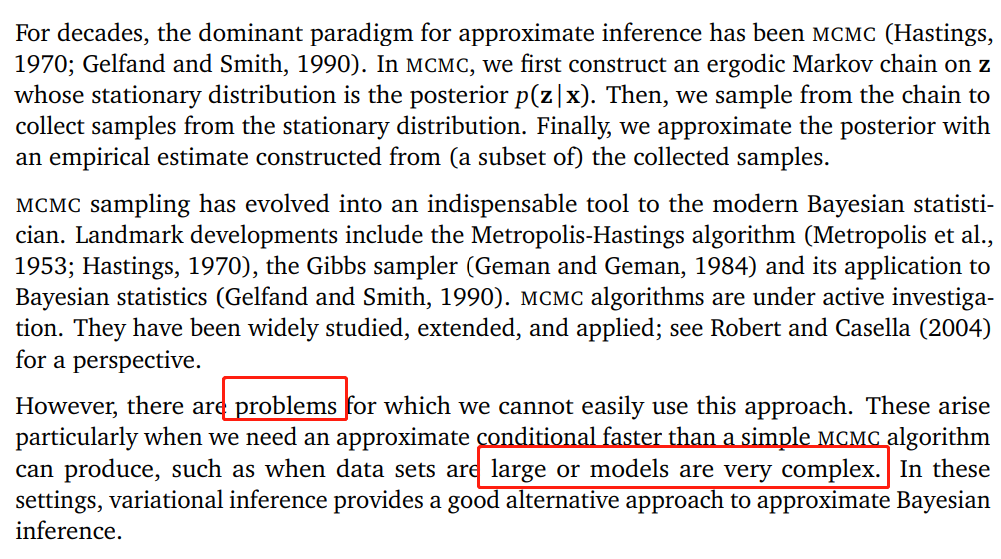 For decades, the dominant paradigm for approximate inference has been MCMC (Hastings,
1970; Gelfand and Smith, 1990). In MCMC, we first construct an ergodic Markov chain on z
whose stationary distribution is the posterior p(z|x). Then, we sample from the chain to
collect samples from the stationary distribution. Finally, we approximate the posterior with
an empirical estimate constructed from (a subset of) the collected samples.
MCMC sampling has evolved into an indispensable tool to the modern Bayesian statisti-
cian. Landmark developments include the Metropolis-Hastings algorithm (Metropolis et al.,
1953; Hastings, 1970), the Gibbs sampler (Geman and Geman, 1984) and its application to
Bayesian statistics (Gelfand and Smith, 1990). MCMC algorithms are under active investiga-
tion. They have been widely studied, extended, and applied; see Robert and Casella (2004)
for a perspective.
However, there are problems for which we cannot easily use this approach. These arise
particularly when we need an approximate conditional faster than a simple MCMC algorithm
can produce, such as when data sets are large or models are very complex. In these
settings, variational inference provides a good alternative approach to approximate Bayesian
inference.